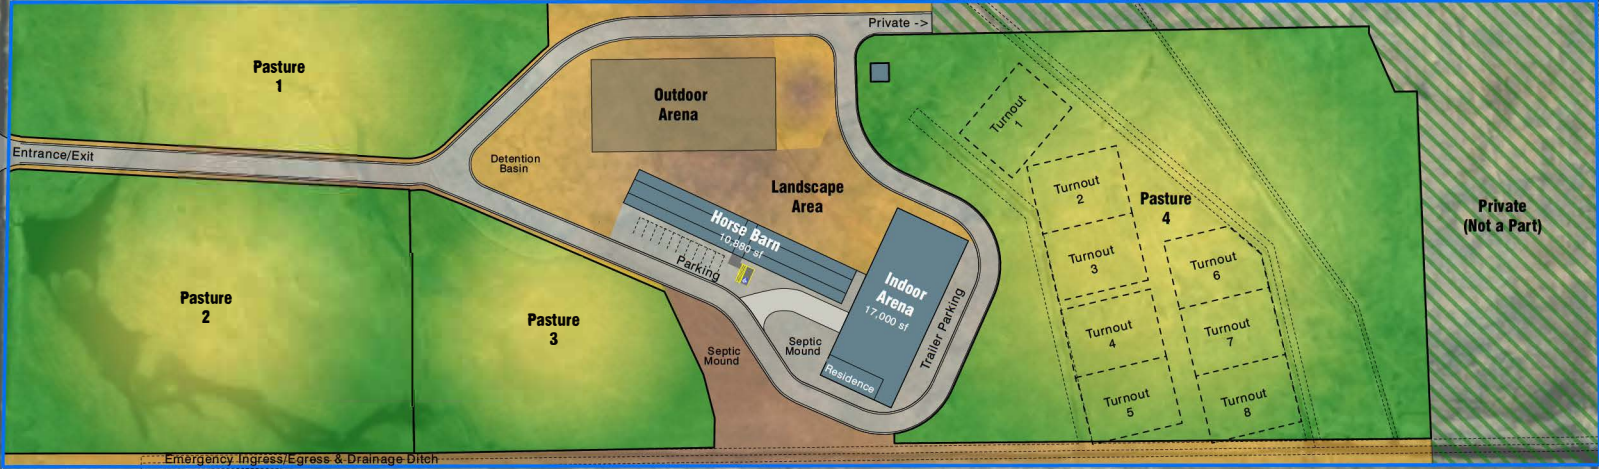 Private ->
Pasture
1
Outdoor
Arena
Turnout
1
Entrance/Exit
Detention
Basin
Landscape
Area
Turnout
2
Pasture
4
Private
(Not a Part)
Horse Barn
10,880 sf
Parking
Turnout
3
Turnout
6
Pasture
2
Pasture
3
Indoor
Arena
17,000 sf
Trailer Parking
Turnout
4
Turnout
7
Septic
Mound
Septic
Mound
Residence
Turnout
5
Turnout
8
Emergency Ingress/Egress & Drainage Ditch